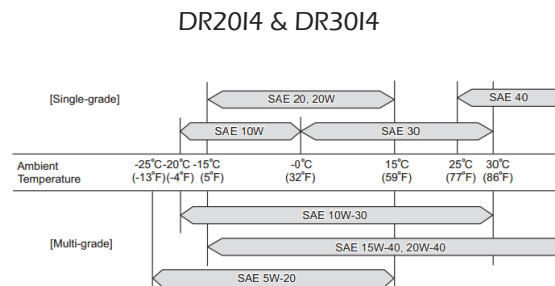 DR20I4 & DR30I4
[Single-grade]
SAE 20, 20W
SAE 40
SAE 10W
SAE 30
Ambient Temperature
-25°C -20°C -15°C -0°C 15°C 25°C 30°C
(-13°F) (-4°F) (5°F) (32°F) (59°F) (77°F) (86°F)
SAE 10W-30
[Multi-grade]
SAE 15W-40, 20W-40
SAE 5W-20